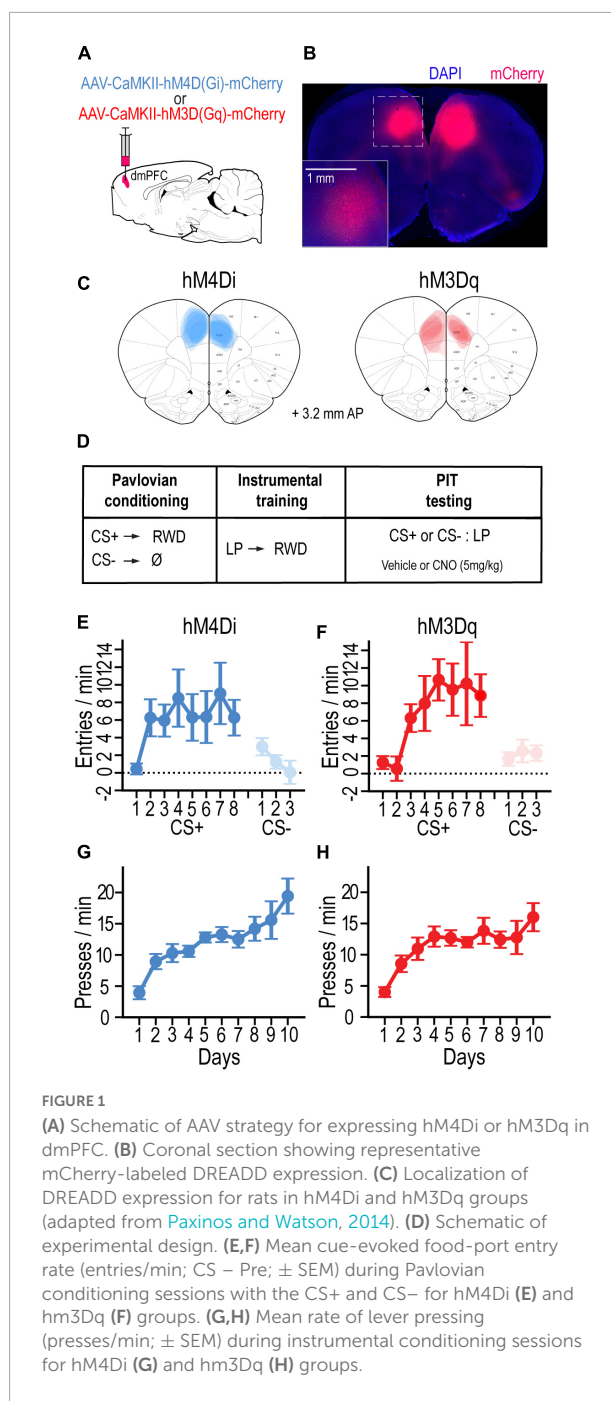 A
AAV-CaMKII-hM4D(Gi)-mCherry
or
AAV-CaMKII-hM3D(Gq)-mCherry
dmPFC
B
DAPI mCherry
1 mm
C
hM4Di hM3Dq
+ 3.2 mm AP
D
Pavlovian conditioning
Instrumental training
PIT testing
CS+ → RWD
CS- → Ø
LP → RWD
CS+ or CS- : LP
Vehicle or CNO (5mg/kg)
E
hM4Di
Entries / min
-2 0 2 4 6 8 10 12 14
1 2 3 4 5 6 7 8 1 2 3
CS+ CS-
F
hM3Dq
Entries / min
-2 0 2 4 6 8 10 12 14
1 2 3 4 5 6 7 8 1 2 3
CS+ CS-
G
Presses / min
0 5 10 15 20
1 2 3 4 5 6 7 8 9 10
Days
H
Presses / min
0 5 10 15 20
1 2 3 4 5 6 7 8 9 10
Days
FIGURE 1
(A) Schematic of AAV strategy for expressing hM4Di or hM3Dq in
dmPFC. (B) Coronal section showing representative
mCherry-labeled DREADD expression. (C) Localization of
DREADD expression for rats in hM4Di and hM3Dq groups
(adapted from Paxinos and Watson, 2014). (D) Schematic of
experimental design. (E,F) Mean cue-evoked food-port entry
rate (entries/min; CS – Pre; ± SEM) during Pavlovian
conditioning sessions with the CS+ and CS– for hM4Di (E) and
hm3Dq (F) groups. (G,H) Mean rate of lever pressing
(presses/min; ± SEM) during instrumental conditioning sessions
for hM4Di (G) and hm3Dq (H) groups.